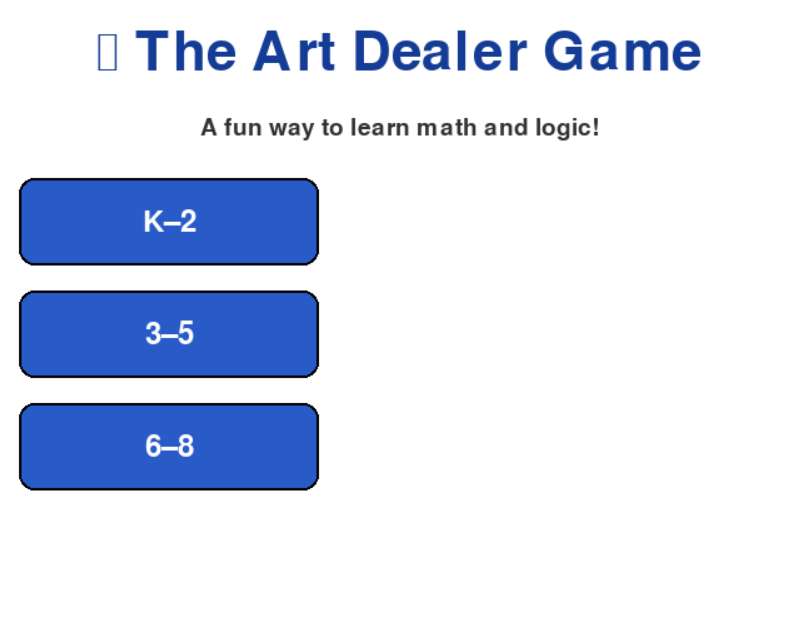 The Art Dealer Game
A fun way to learn math and logic!
K–2
3–5
6–8